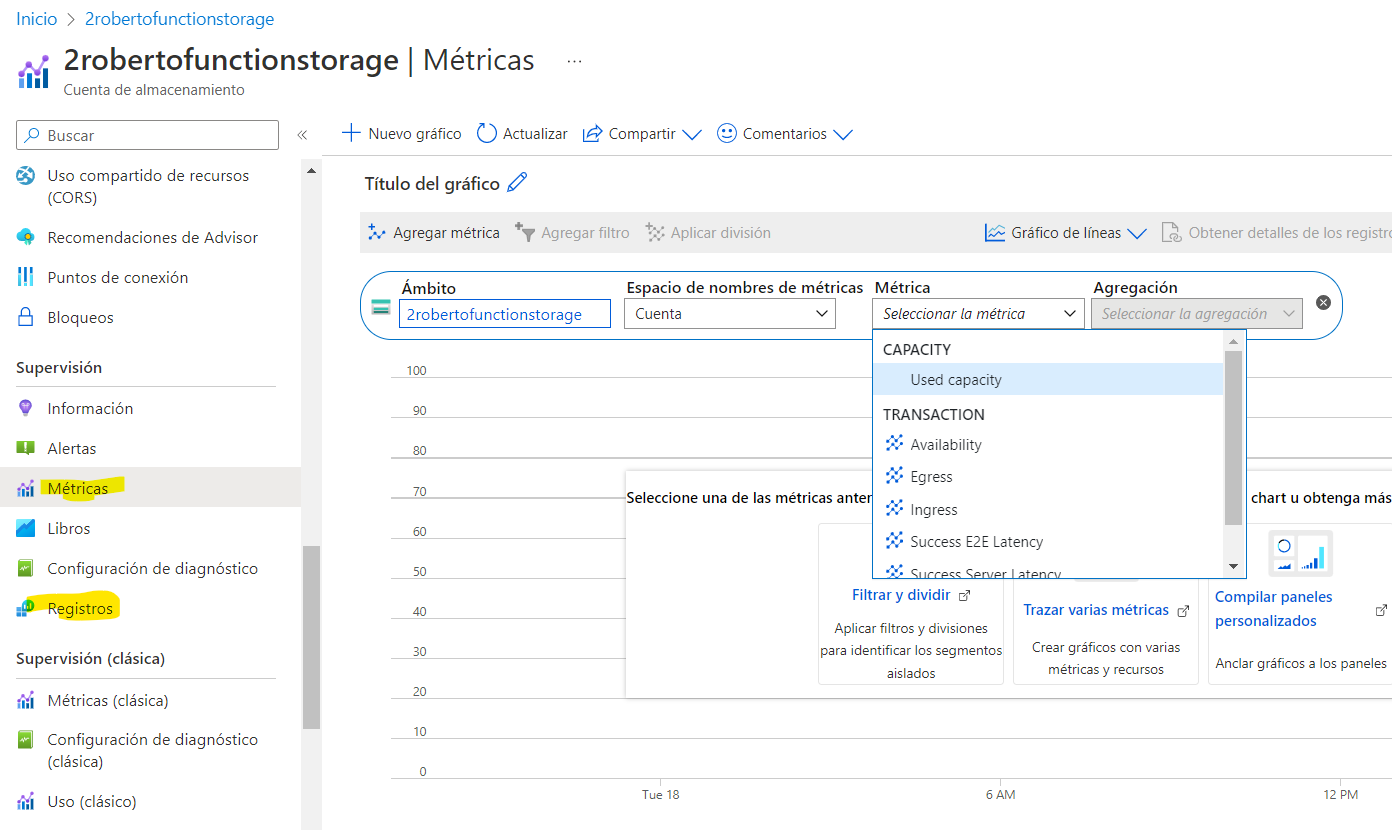 Inicio > 2robertofunctionstorage
2robertofunctionstorage | Métricas ...
Cuenta de almacenamiento
Buscar «
Uso compartido de recursos
(CORS)
Recomendaciones de Advisor
Puntos de conexión
Bloqueos
Supervisión
Información
Alertas
Métricas
Libros
Configuración de diagnóstico
Registros
Supervisión (clásica)
Métricas (clásica)
Configuración de diagnóstico
(clásica)
Uso (clásico)
Nuevo gráfico Actualizar Compartir Comentarios
Título del gráfico
Agregar métrica Agregar filtro Aplicar división Gráfico de líneas Obtener detalles de los registro
Ámbito Espacio de nombres de métricas Métrica Agregación
2robertofunctionstorage Cuenta Seleccionar la métrica Seleccionar la agregación
CAPACITY
Used capacity
TRANSACTION
Availability
Egress
Ingress
Success E2E Latency
Success Server Latency
100
90
80
70
60
50
40
30
20
10
0
Seleccione una de las métricas anter chart u obtenga más
Filtrar y dividir
Aplicar filtros y divisiones
para identificar los segmentos
aislados
Trazar varias métricas
Crear gráficos con varias
métricas y recursos
Compilar paneles
personalizados
Anclar gráficos a los paneles
Tue 18 6 AM 12 PM